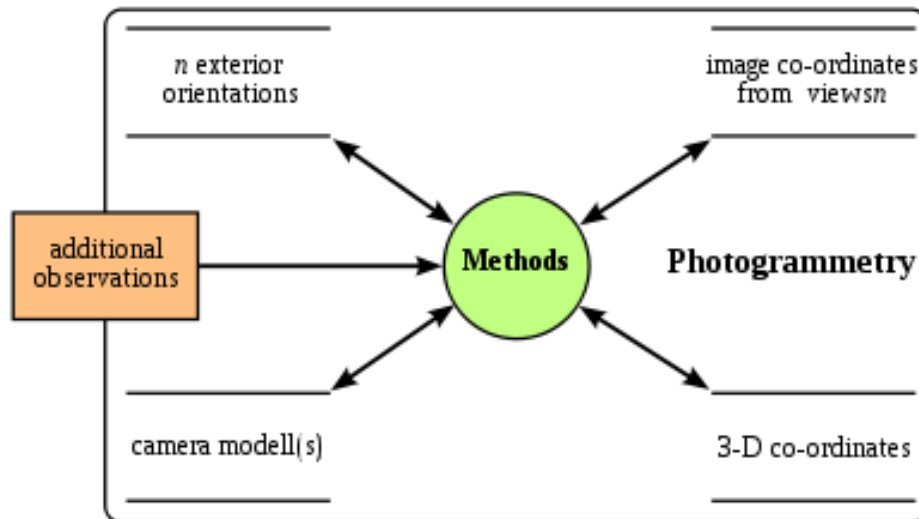 n exterior
orientations
image co-ordinates
from viewsn
additional
observations
Methods
Photogrammetry
camera modell(s)
3-D co-ordinates